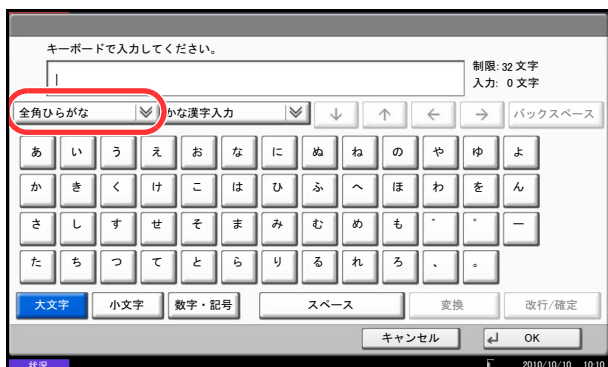 キーボードで入力してください。
制限: 32 文字
入力: 0 文字
全角ひらがな かな漢字入力 ↓ ↑ ← → バックスペース
あ い う え お な に ぬ ね の や ゆ よ
か き く け こ は ひ ふ へ ほ わ を ん
さ し す せ そ ま み む め も ゛ ゜ ー
た ち つ て と ら り る れ ろ 、 。
大文字 小文字 数字・記号 スペース 変換 改行/確定
キャンセル OK
状況 2010/10/10 10:10